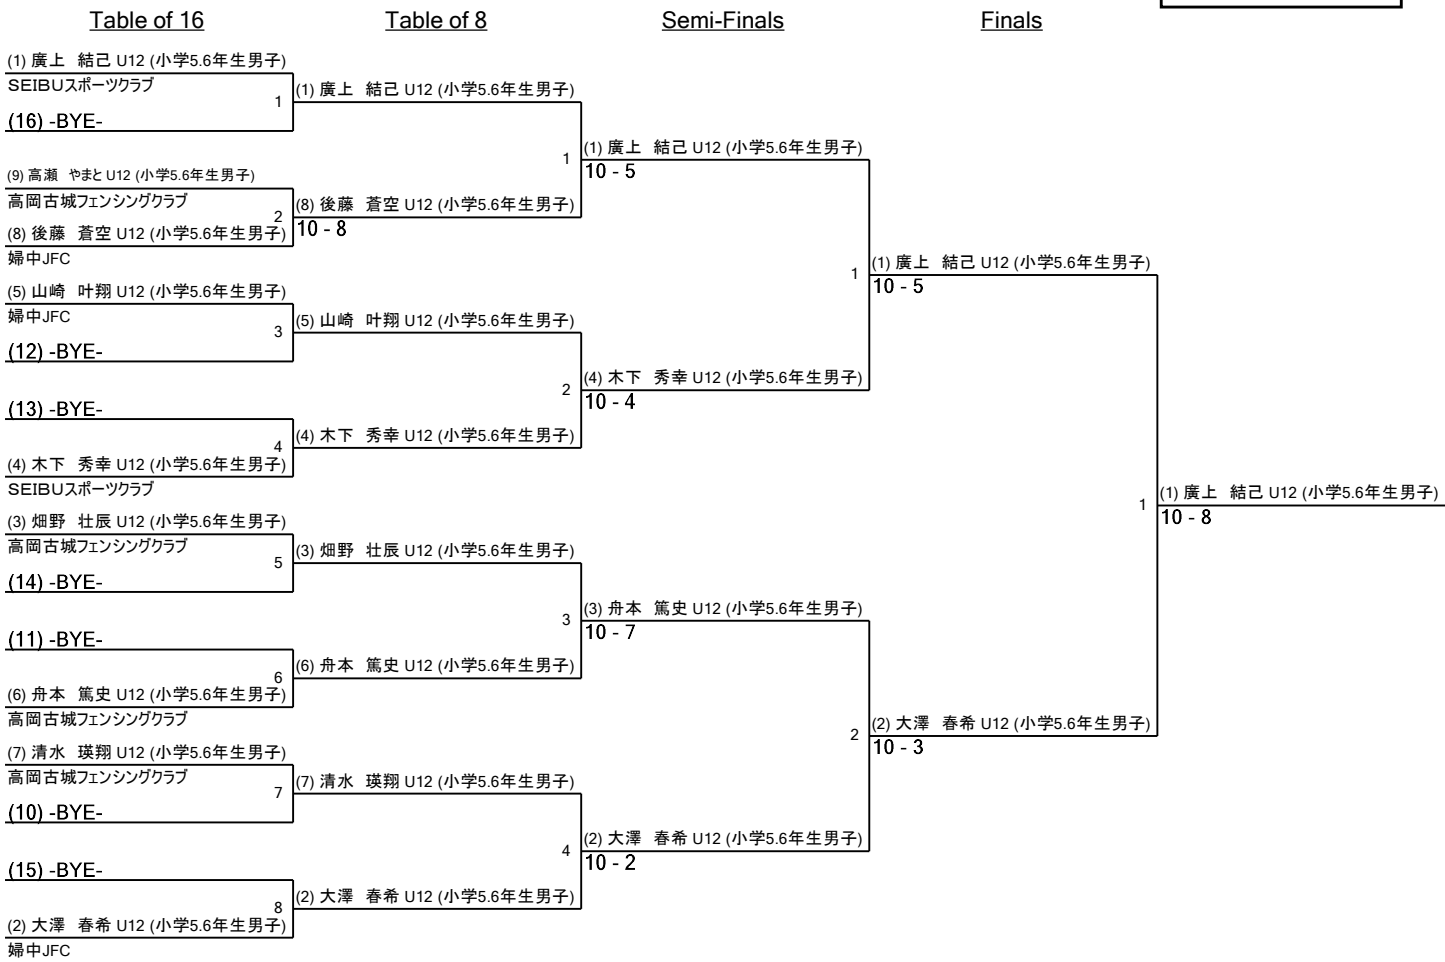 Table of 16
Table of 8
Semi-Finals
Finals
(1) 廣上 結己 U12 (小学5.6年生男子)
SEIBUスポーツクラブ
1
(16) -BYE-
(9) 高瀬 やまと U12 (小学5.6年生男子)
高岡古城フェンシングクラブ
2
(8) 後藤 蒼空 U12 (小学5.6年生男子)
婦中JFC
(5) 山崎 叶翔 U12 (小学5.6年生男子)
婦中JFC
3
(12) -BYE-
(13) -BYE-
4
(4) 木下 秀幸 U12 (小学5.6年生男子)
SEIBUスポーツクラブ
(3) 畑野 壮辰 U12 (小学5.6年生男子)
高岡古城フェンシングクラブ
5
(14) -BYE-
(11) -BYE-
6
(6) 舟本 篤史 U12 (小学5.6年生男子)
高岡古城フェンシングクラブ
(7) 清水 瑛翔 U12 (小学5.6年生男子)
高岡古城フェンシングクラブ
7
(10) -BYE-
(15) -BYE-
8
(2) 大澤 春希 U12 (小学5.6年生男子)
婦中JFC
(1) 廣上 結己 U12 (小学5.6年生男子)
1
(8) 後藤 蒼空 U12 (小学5.6年生男子)
10 - 8
(5) 山崎 叶翔 U12 (小学5.6年生男子)
2
(4) 木下 秀幸 U12 (小学5.6年生男子)
(3) 畑野 壮辰 U12 (小学5.6年生男子)
3
(6) 舟本 篤史 U12 (小学5.6年生男子)
(7) 清水 瑛翔 U12 (小学5.6年生男子)
4
(2) 大澤 春希 U12 (小学5.6年生男子)
(1) 廣上 結己 U12 (小学5.6年生男子)
10 - 5
1
(4) 木下 秀幸 U12 (小学5.6年生男子)
10 - 4
(3) 舟本 篤史 U12 (小学5.6年生男子)
10 - 7
2
(2) 大澤 春希 U12 (小学5.6年生男子)
10 - 2
(1) 廣上 結己 U12 (小学5.6年生男子)
10 - 5
1
(2) 大澤 春希 U12 (小学5.6年生男子)
10 - 3
(1) 廣上 結己 U12 (小学5.6年生男子)
10 - 8